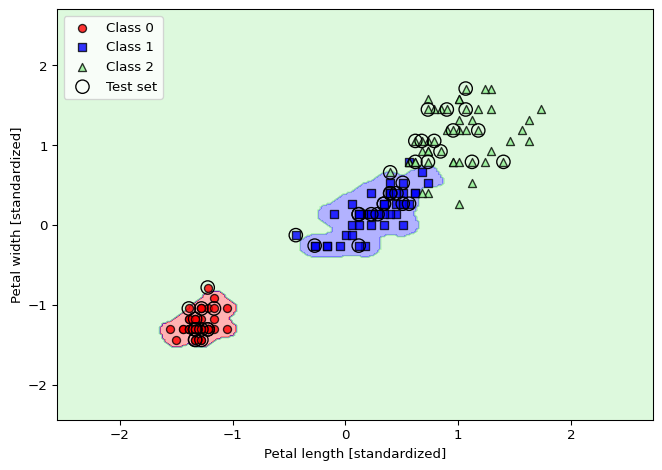 Class 0
Class 1
Class 2
Test set
2
1
0
−1
−2
Petal width [standardized]
−2
−1
0
1
2
Petal length [standardized]